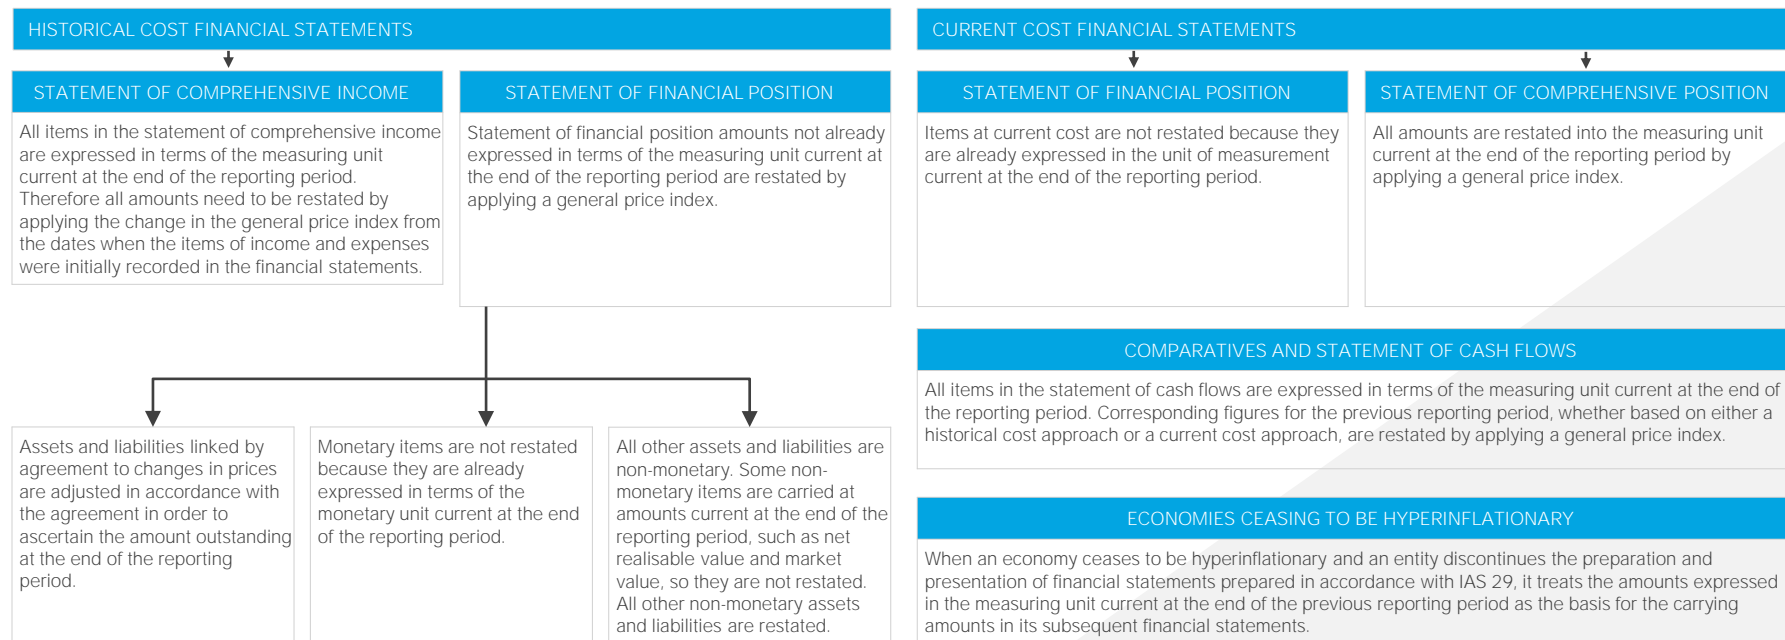 HISTORICAL COST FINANCIAL STATEMENTS
STATEMENT OF COMPREHENSIVE INCOME
All items in the statement of comprehensive income
are expressed in terms of the measuring unit
current at the end of the reporting period.
Therefore all amounts need to be restated by
applying the change in the general price index from
the dates when the items of income and expenses
were initially recorded in the financial statements.
STATEMENT OF FINANCIAL POSITION
Statement of financial position amounts not already
expressed in terms of the measuring unit current at
the end of the reporting period are restated by
applying a general price index.
Assets and liabilities linked by
agreement to changes in prices
are adjusted in accordance with
the agreement in order to
ascertain the amount outstanding
at the end of the reporting
period.
Monetary items are not restated
because they are already
expressed in terms of the
monetary unit current at the end
of the reporting period.
All other assets and liabilities are
non-monetary. Some non-
monetary items are carried at
amounts current at the end of the
reporting period, such as net
realisable value and market
value, so they are not restated.
All other non-monetary assets
and liabilities are restated.
CURRENT COST FINANCIAL STATEMENTS
STATEMENT OF FINANCIAL POSITION
Items at current cost are not restated because they
are already expressed in the unit of measurement
current at the end of the reporting period.
STATEMENT OF COMPREHENSIVE POSITION
All amounts are restated into the measuring unit
current at the end of the reporting period by
applying a general price index.
COMPARATIVES AND STATEMENT OF CASH FLOWS
All items in the statement of cash flows are expressed in terms of the measuring unit current at the end of
the reporting period. Corresponding figures for the previous reporting period, whether based on either a
historical cost approach or a current cost approach, are restated by applying a general price index.
ECONOMIES CEASING TO BE HYPERINFLATIONARY
When an economy ceases to be hyperinflationary and an entity discontinues the preparation and
presentation of financial statements prepared in accordance with IAS 29, it treats the amounts expressed
in the measuring unit current at the end of the previous reporting period as the basis for the carrying
amounts in its subsequent financial statements.